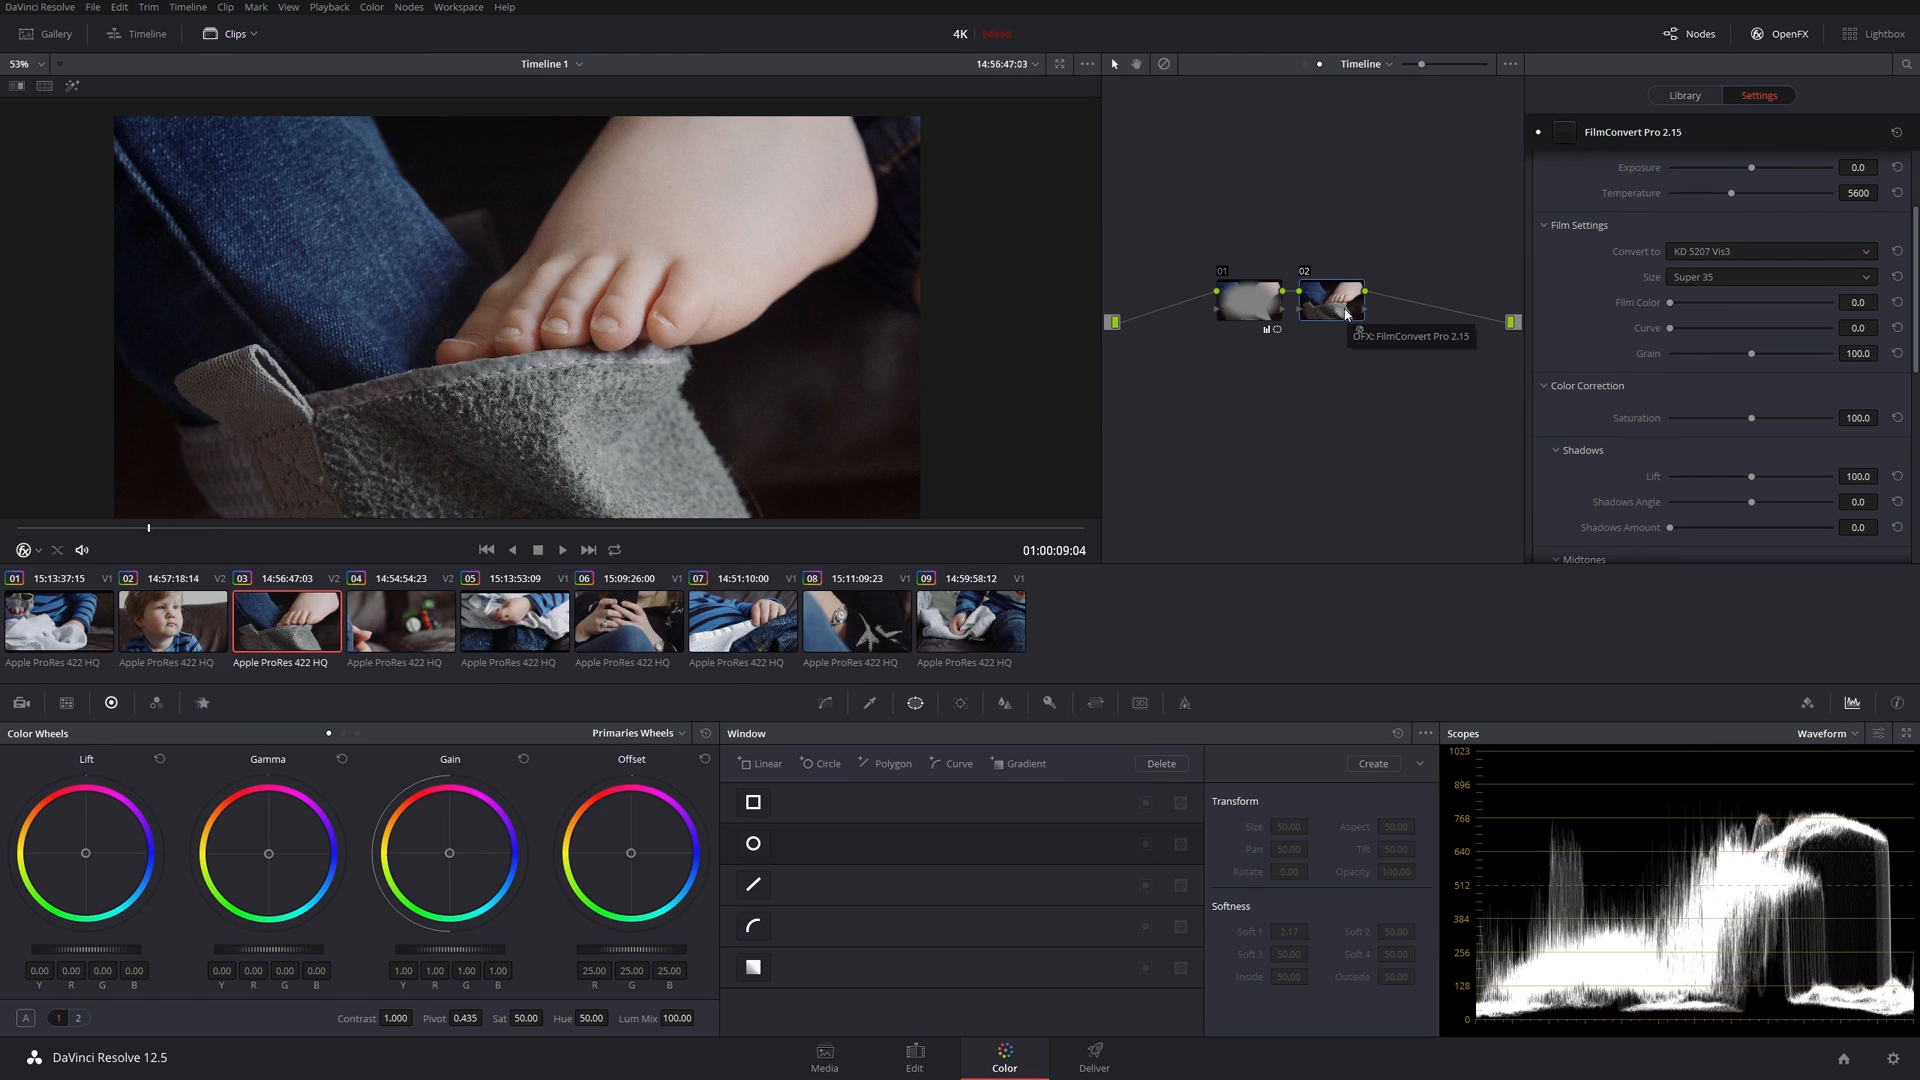 DaVinci Resolve File Edit Trim Timeline Clip Mark View Playback Color Nodes Workspace Help
Gallery Timeline Clips 4K Edited Nodes OpenFX Lightbox
53% Timeline 1 14:56:47:03 Timeline
Library Settings
FilmConvert Pro 2.15
Exposure 0.0
Temperature 5600
Film Settings
Convert to KD 5207 Vis3
Size Super 35
Film Color 0.0
Curve 0.0
Grain 100.0
Color Correction
Saturation 100.0
Shadows
Lift 100.0
Shadows Angle 0.0
Shadows Amount 0.0
Midtones
01 02
OFX: FilmConvert Pro 2.15
01:00:09:04
01 15:13:37:15 V1 02 14:57:18:14 V2 03 14:56:47:03 V2 04 14:54:54:23 V2 05 15:13:53:09 V1 06 15:09:26:00 V1 07 14:51:10:00 V1 08 15:11:09:23 V1 09 14:59:58:12 V1
Apple ProRes 422 HQ Apple ProRes 422 HQ Apple ProRes 422 HQ Apple ProRes 422 HQ Apple ProRes 422 HQ Apple ProRes 422 HQ Apple ProRes 422 HQ Apple ProRes 422 HQ Apple ProRes 422 HQ
3D
Color Wheels Primaries Wheels
Lift Gamma Gain Offset
0.00 0.00 0.00 0.00 0.00 0.00 0.00 0.00 1.00 1.00 1.00 1.00 25.00 25.00 25.00
Y R G B Y R G B Y R G B R G B
A 1 2 Contrast 1.000 Pivot 0.435 Sat 50.00 Hue 50.00 Lum Mix 100.00
Window
Linear Circle Polygon Curve Gradient Delete Create
Transform
Size 50.00 Aspect 50.00
Pan 50.00 Tilt 50.00
Rotate 0.00 Opacity 100.00
Softness
Soft 1 2.17 Soft 2 50.00
Soft 3 50.00 Soft 4 50.00
Inside 50.00 Outside 50.00
Scopes Waveform
1023
896
768
640
512
384
256
128
0
DaVinci Resolve 12.5 Media Edit Color Deliver